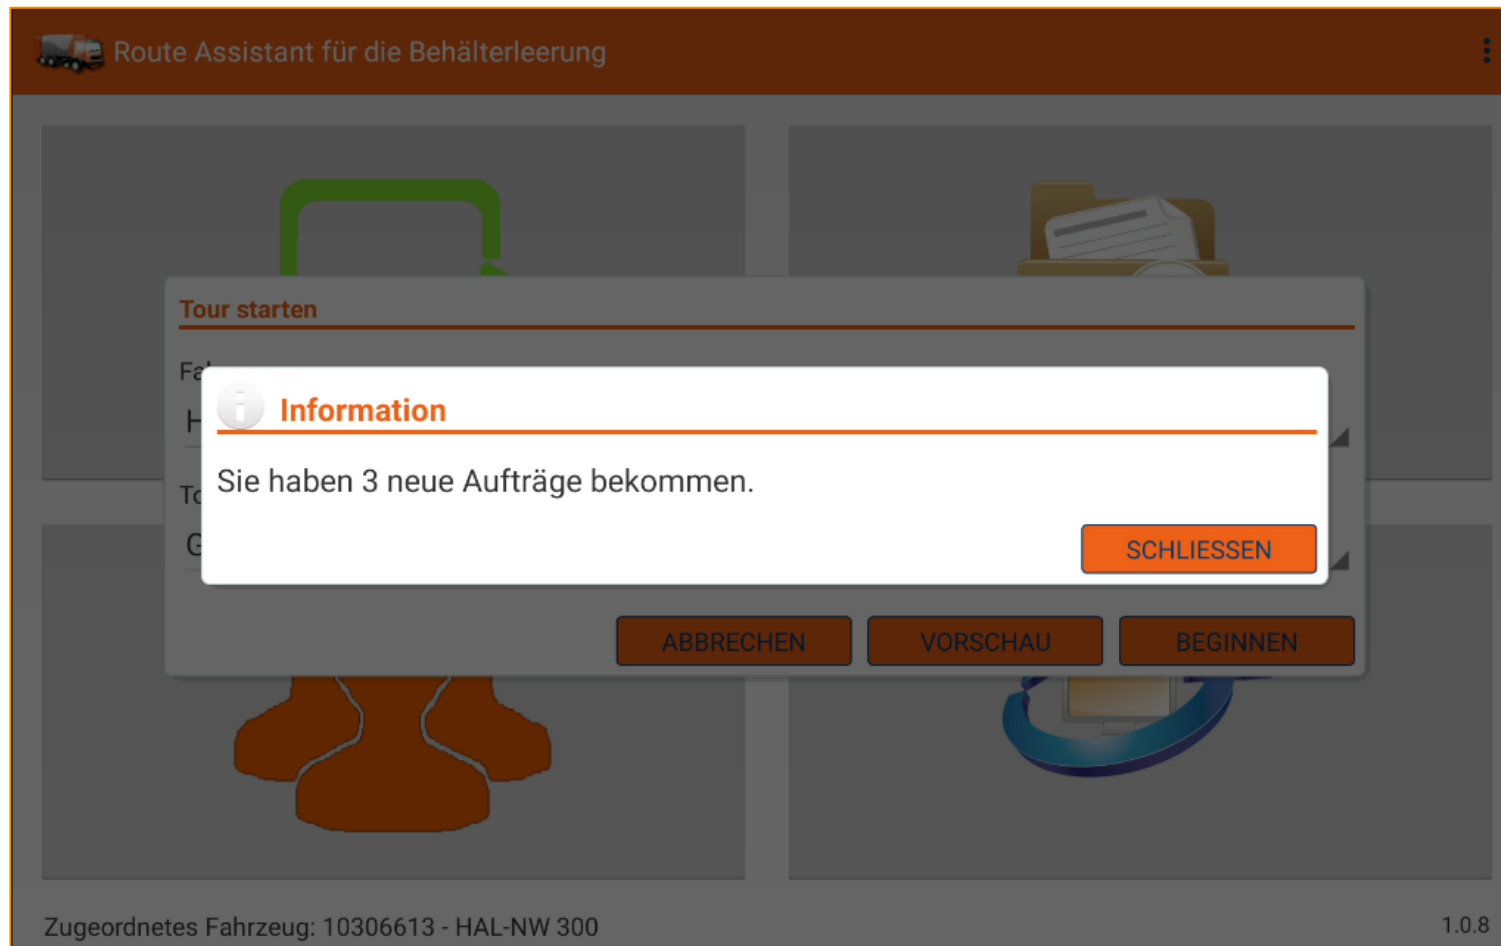 Route Assistant für die Behälterleerung
Tour starten
Information
Sie haben 3 neue Aufträge bekommen.
SCHLIESSEN
ABBRECHEN VORSCHAU BEGINNEN
Zugeordnetes Fahrzeug: 10306613 - HAL-NW 300
1.0.8